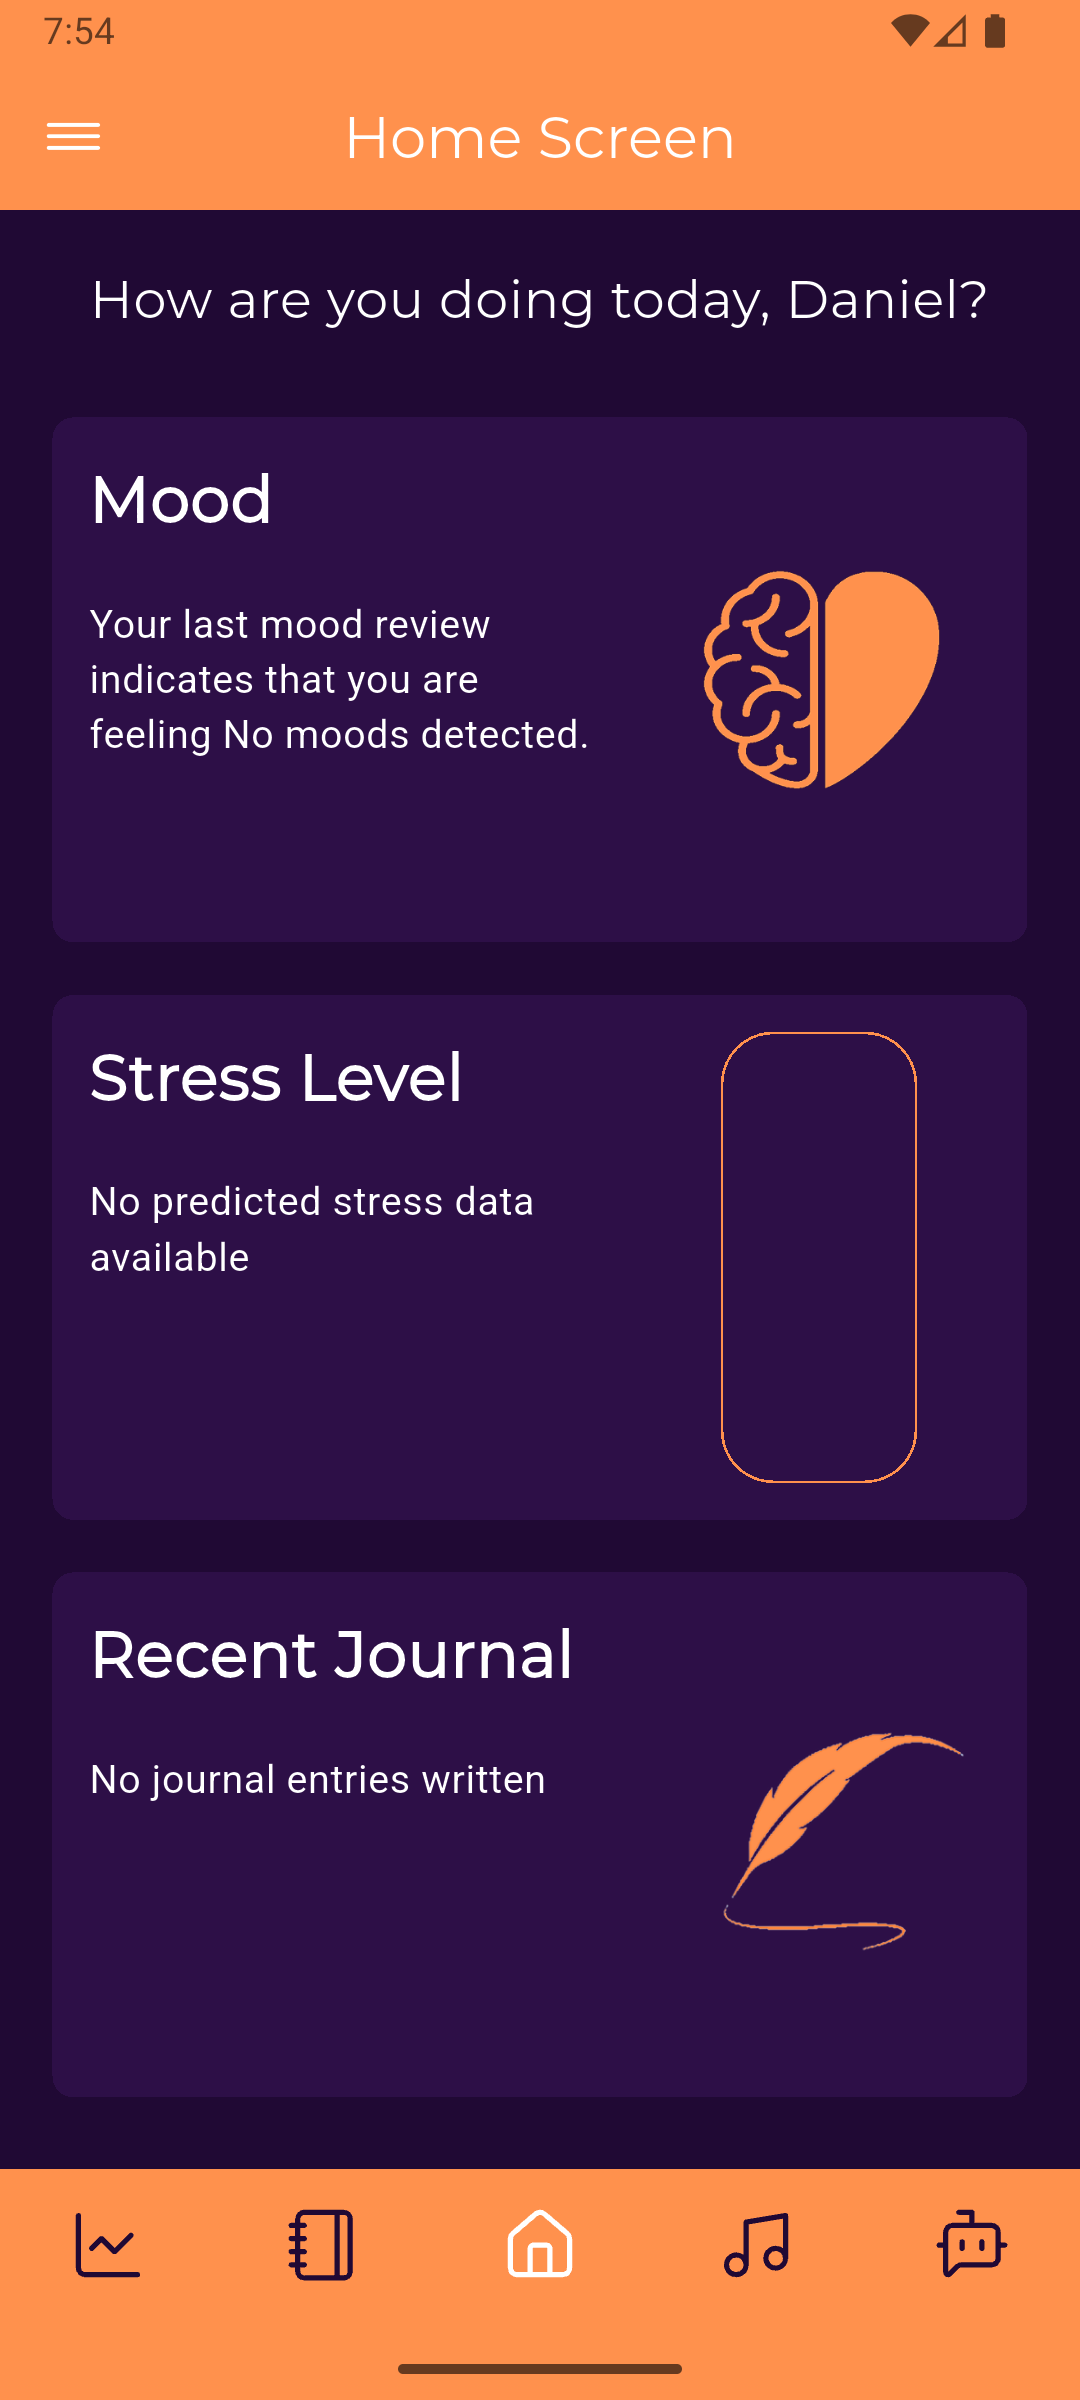 7:54
Home Screen
How are you doing today, Daniel?
Mood
Your last mood review
indicates that you are
feeling No moods detected.
Stress Level
No predicted stress data
available
Recent Journal
No journal entries written